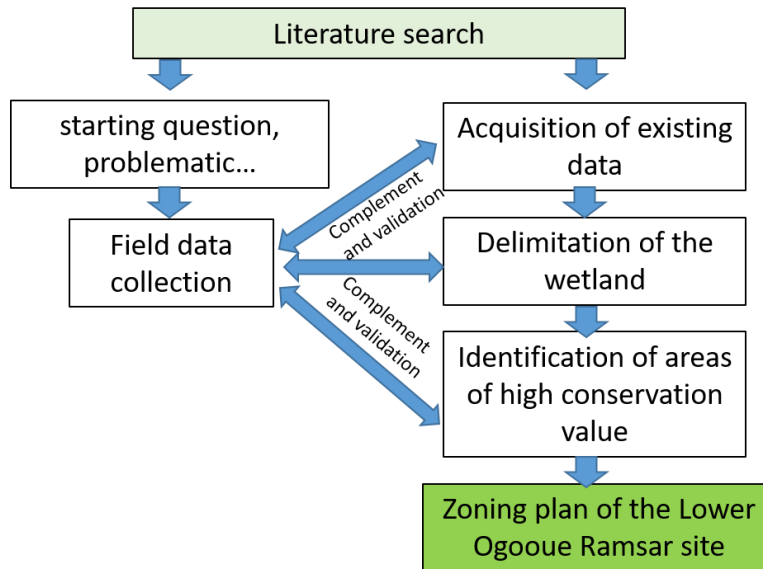 Literature search
starting question,
problematic...
Acquisition of existing
data
Complement
and validation
Field data
collection
Delimitation of the
wetland
Complement
and validation
Identification of areas
of high conservation
value
Zoning plan of the Lower
Ogooue Ramsar site